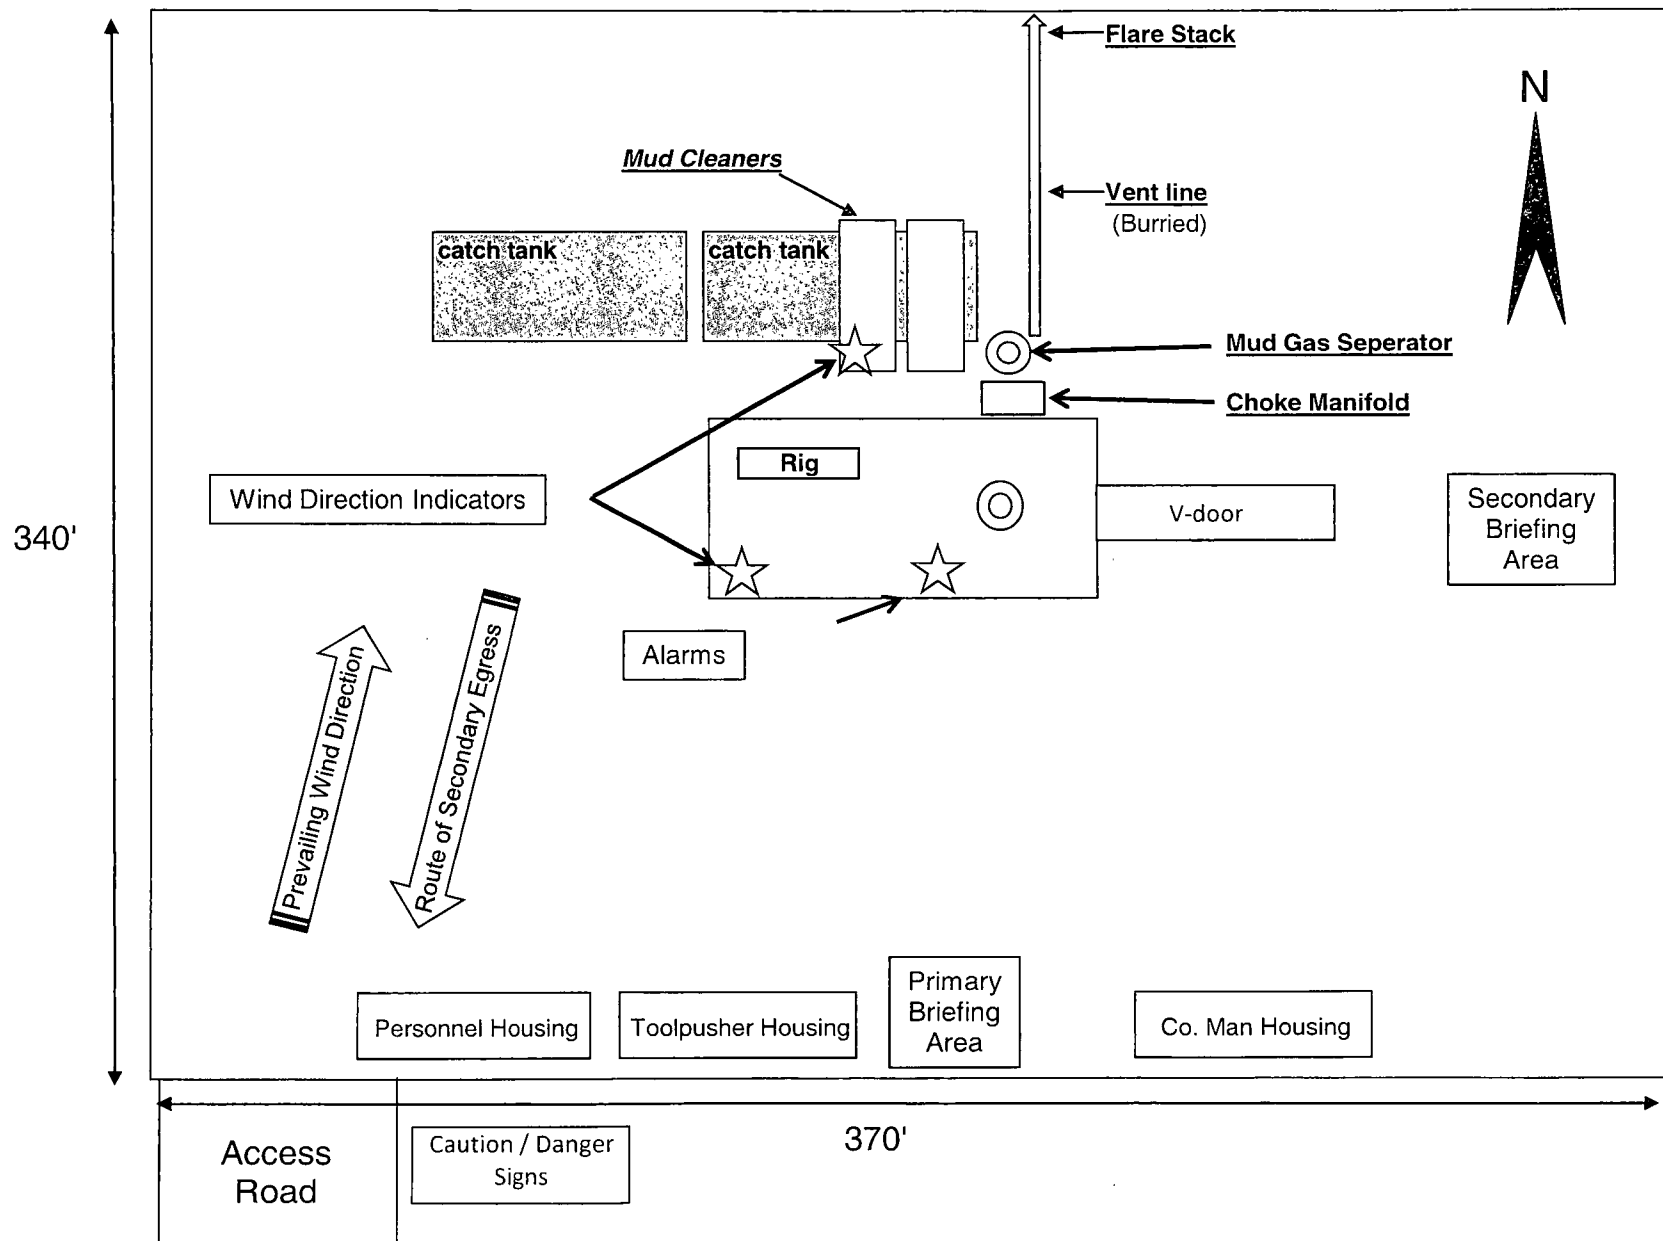 Flare Stack
N
Mud Cleaners
Vent line
(Burried)
catch tank
catch tank
Mud Gas Seperator
Choke Manifold
Rig
Wind Direction Indicators
V-door
Secondary
Briefing
Area
340'
Alarms
Prevailing Wind Direction
Route of Secondary Egress
Personnel Housing
Toolpusher Housing
Primary
Briefing
Area
Co. Man Housing
370'
Access
Road
Caution / Danger
Signs